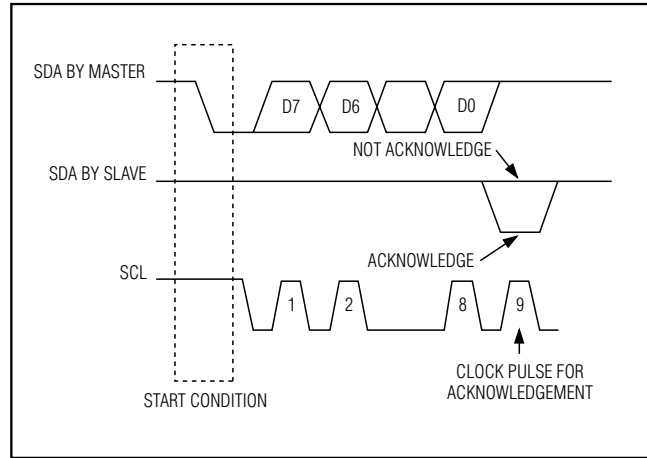 SDA BY MASTER
D7
D6
D0
NOT ACKNOWLEDGE
SDA BY SLAVE
ACKNOWLEDGE
SCL
1
2
8
9
CLOCK PULSE FOR
ACKNOWLEDGEMENT
START CONDITION